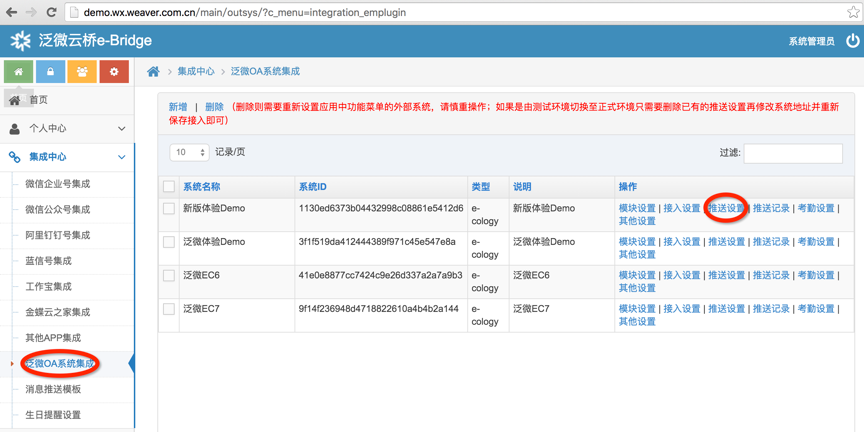 demo.wx.weaver.com.cn/main/outsys/?c_menu=integration_emplugin
泛微云桥e-Bridge
系统管理员
首页
个人中心
集成中心
微信企业号集成
微信公众号集成
阿里钉钉号集成
蓝信号集成
工作宝集成
金蝶云之家集成
其他APP集成
泛微OA系统集成
消息推送模板
生日提醒设置
集成中心 > 泛微OA系统集成
新增 | 删除 (删除则需要重新设置应用中功能菜单的外部系统，请慎重操作；如果是由测试环境切换至正式环境只需要删除已有的推送设置再修改系统地址并重
新保存接入即可)
10 记录/页
过滤:
系统名称 系统ID 类型 说明 操作
新版体验Demo 1130ed6373b04432998c08861e5412d6 e-cology 新版体验Demo 模块设置 | 接入设置 | 推送设置 | 推送记录 | 考勤设置 |
其他设置
泛微体验Demo 3f1f519da412444389f971c45e547e8a e-cology 泛微体验Demo 模块设置 | 接入设置 | 推送设置 | 推送记录 | 考勤设置 |
其他设置
泛微EC6 41e0e8877cc7424c9e26d337a2a7a9b3 e-cology 泛微EC6 模块设置 | 接入设置 | 推送设置 | 推送记录 | 考勤设置 |
其他设置
泛微EC7 9f14f236948d4718822610a4b4b2a144 e-cology 泛微EC7 模块设置 | 接入设置 | 推送设置 | 推送记录 | 考勤设置 |
其他设置